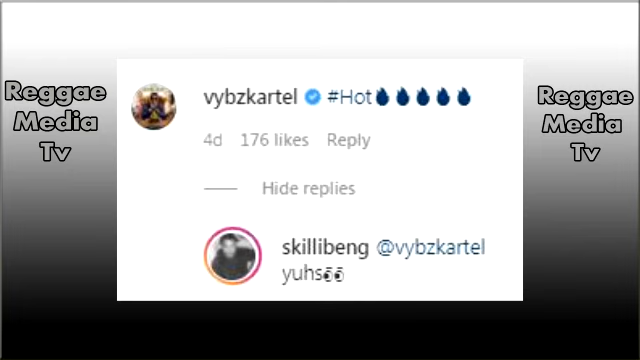 Reggae
Media
Tv
vybzkartel #Hot🔥🔥🔥🔥🔥
4d 176 likes Reply
Hide replies
skillibeng @vybzkartel
yuhs👀
Reggae
Media
Tv